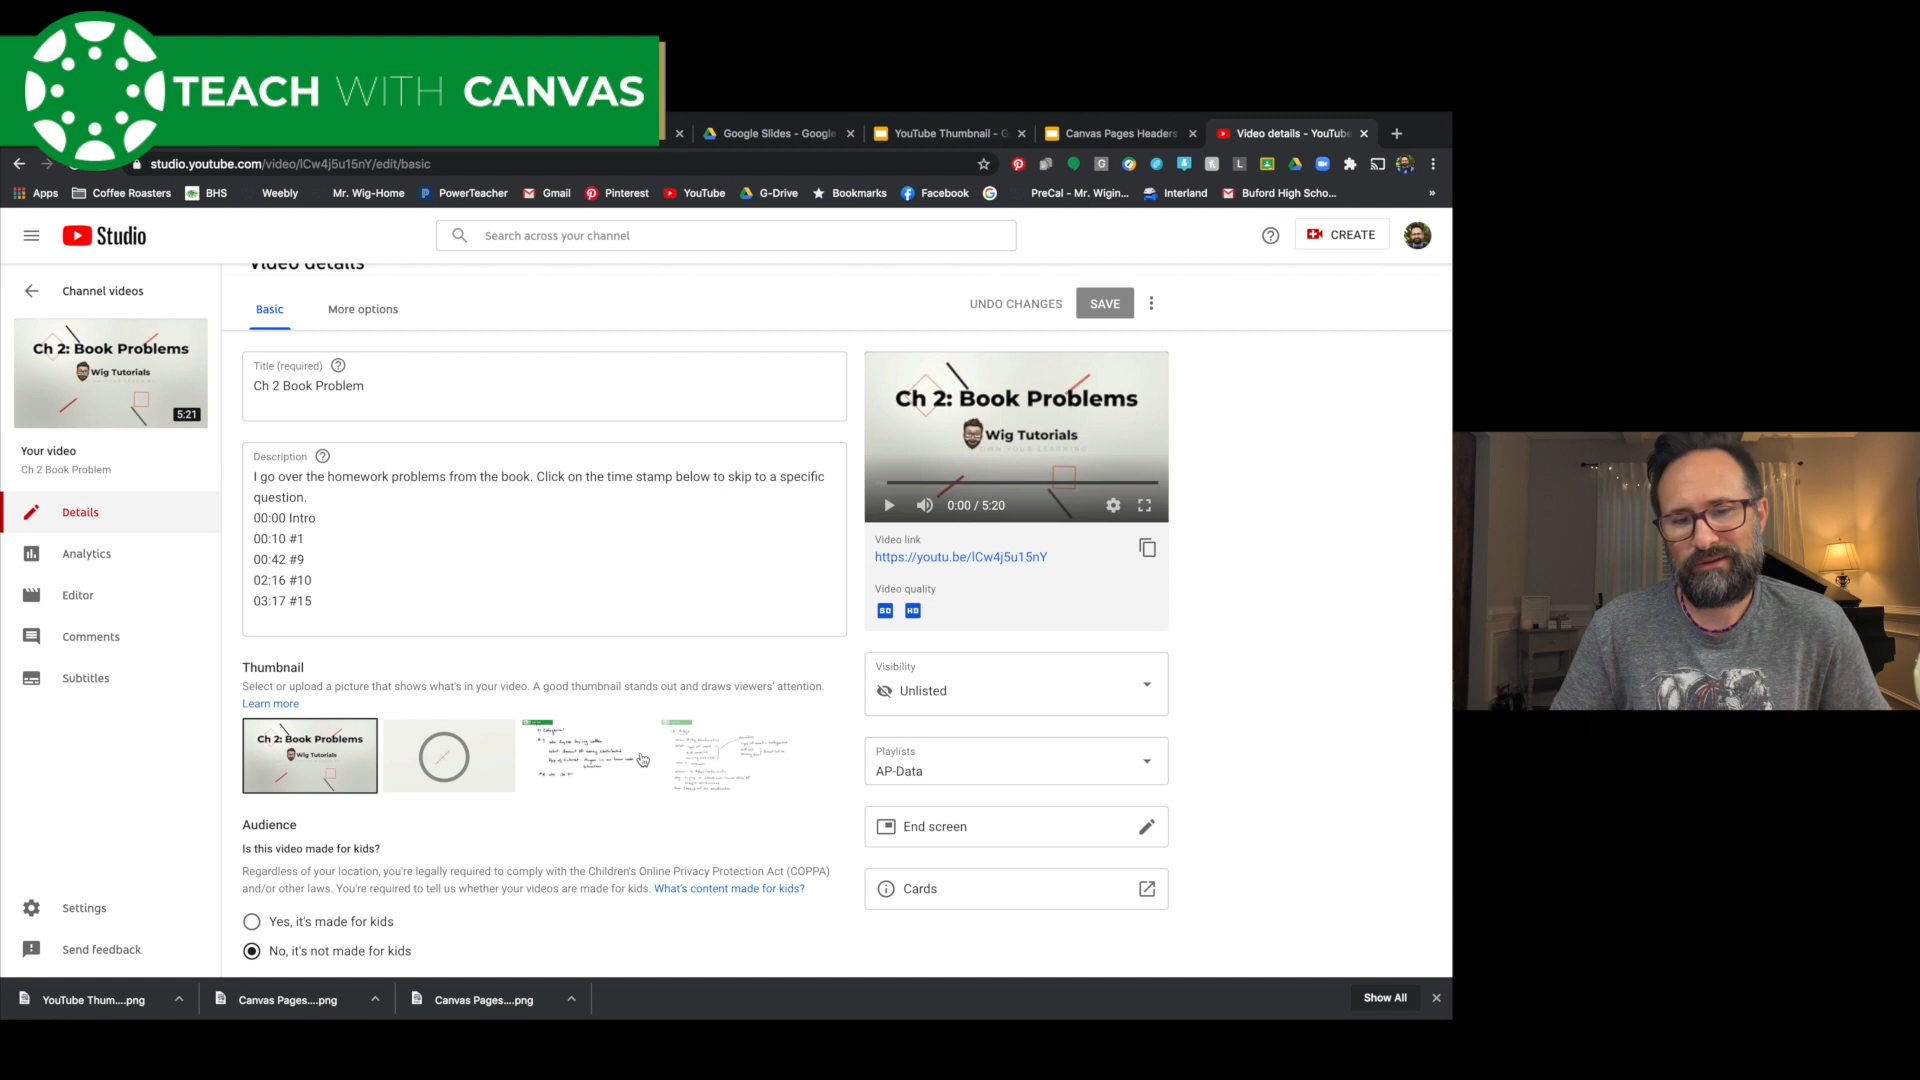 TEACH WITH CANVAS
Google Slides - Google
YouTube Thumbnail - G
Canvas Pages Headers
Video details - YouTube
studio.youtube.com/video/lCw4j5u15nY/edit/basic
Apps
Coffee Roasters
BHS
Weebly
Mr. Wig-Home
PowerTeacher
Gmail
Pinterest
YouTube
G-Drive
Bookmarks
Facebook
PreCal - Mr. Wigin...
Interland
Buford High Scho...
Studio
Search across your channel
CREATE
Video details
Channel videos
Basic
More options
UNDO CHANGES
SAVE
Ch 2: Book Problems
Wig Tutorials
5:21
Your video
Ch 2 Book Problem
Details
Analytics
Editor
Comments
Subtitles
Settings
Send feedback
Title (required)
Ch 2 Book Problem
Description
I go over the homework problems from the book. Click on the time stamp below to skip to a specific
question.
00:00 Intro
00:10 #1
00:42 #9
02:16 #10
03:17 #15
Ch 2: Book Problems
Wig Tutorials
OWN YOUR LEARNING
0:00 / 5:20
Video link
https://youtu.be/lCw4j5u15nY
Video quality
SD
HD
Thumbnail
Select or upload a picture that shows what's in your video. A good thumbnail stands out and draws viewers' attention.
Learn more
Ch 2: Book Problems
Wig Tutorials
Visibility
Unlisted
Playlists
AP-Data
End screen
Cards
Audience
Is this video made for kids?
Regardless of your location, you're legally required to comply with the Children's Online Privacy Protection Act (COPPA)
and/or other laws. You're required to tell us whether your videos are made for kids. What's content made for kids?
Yes, it's made for kids
No, it's not made for kids
YouTube Thum....png
Canvas Pages....png
Canvas Pages....png
Show All